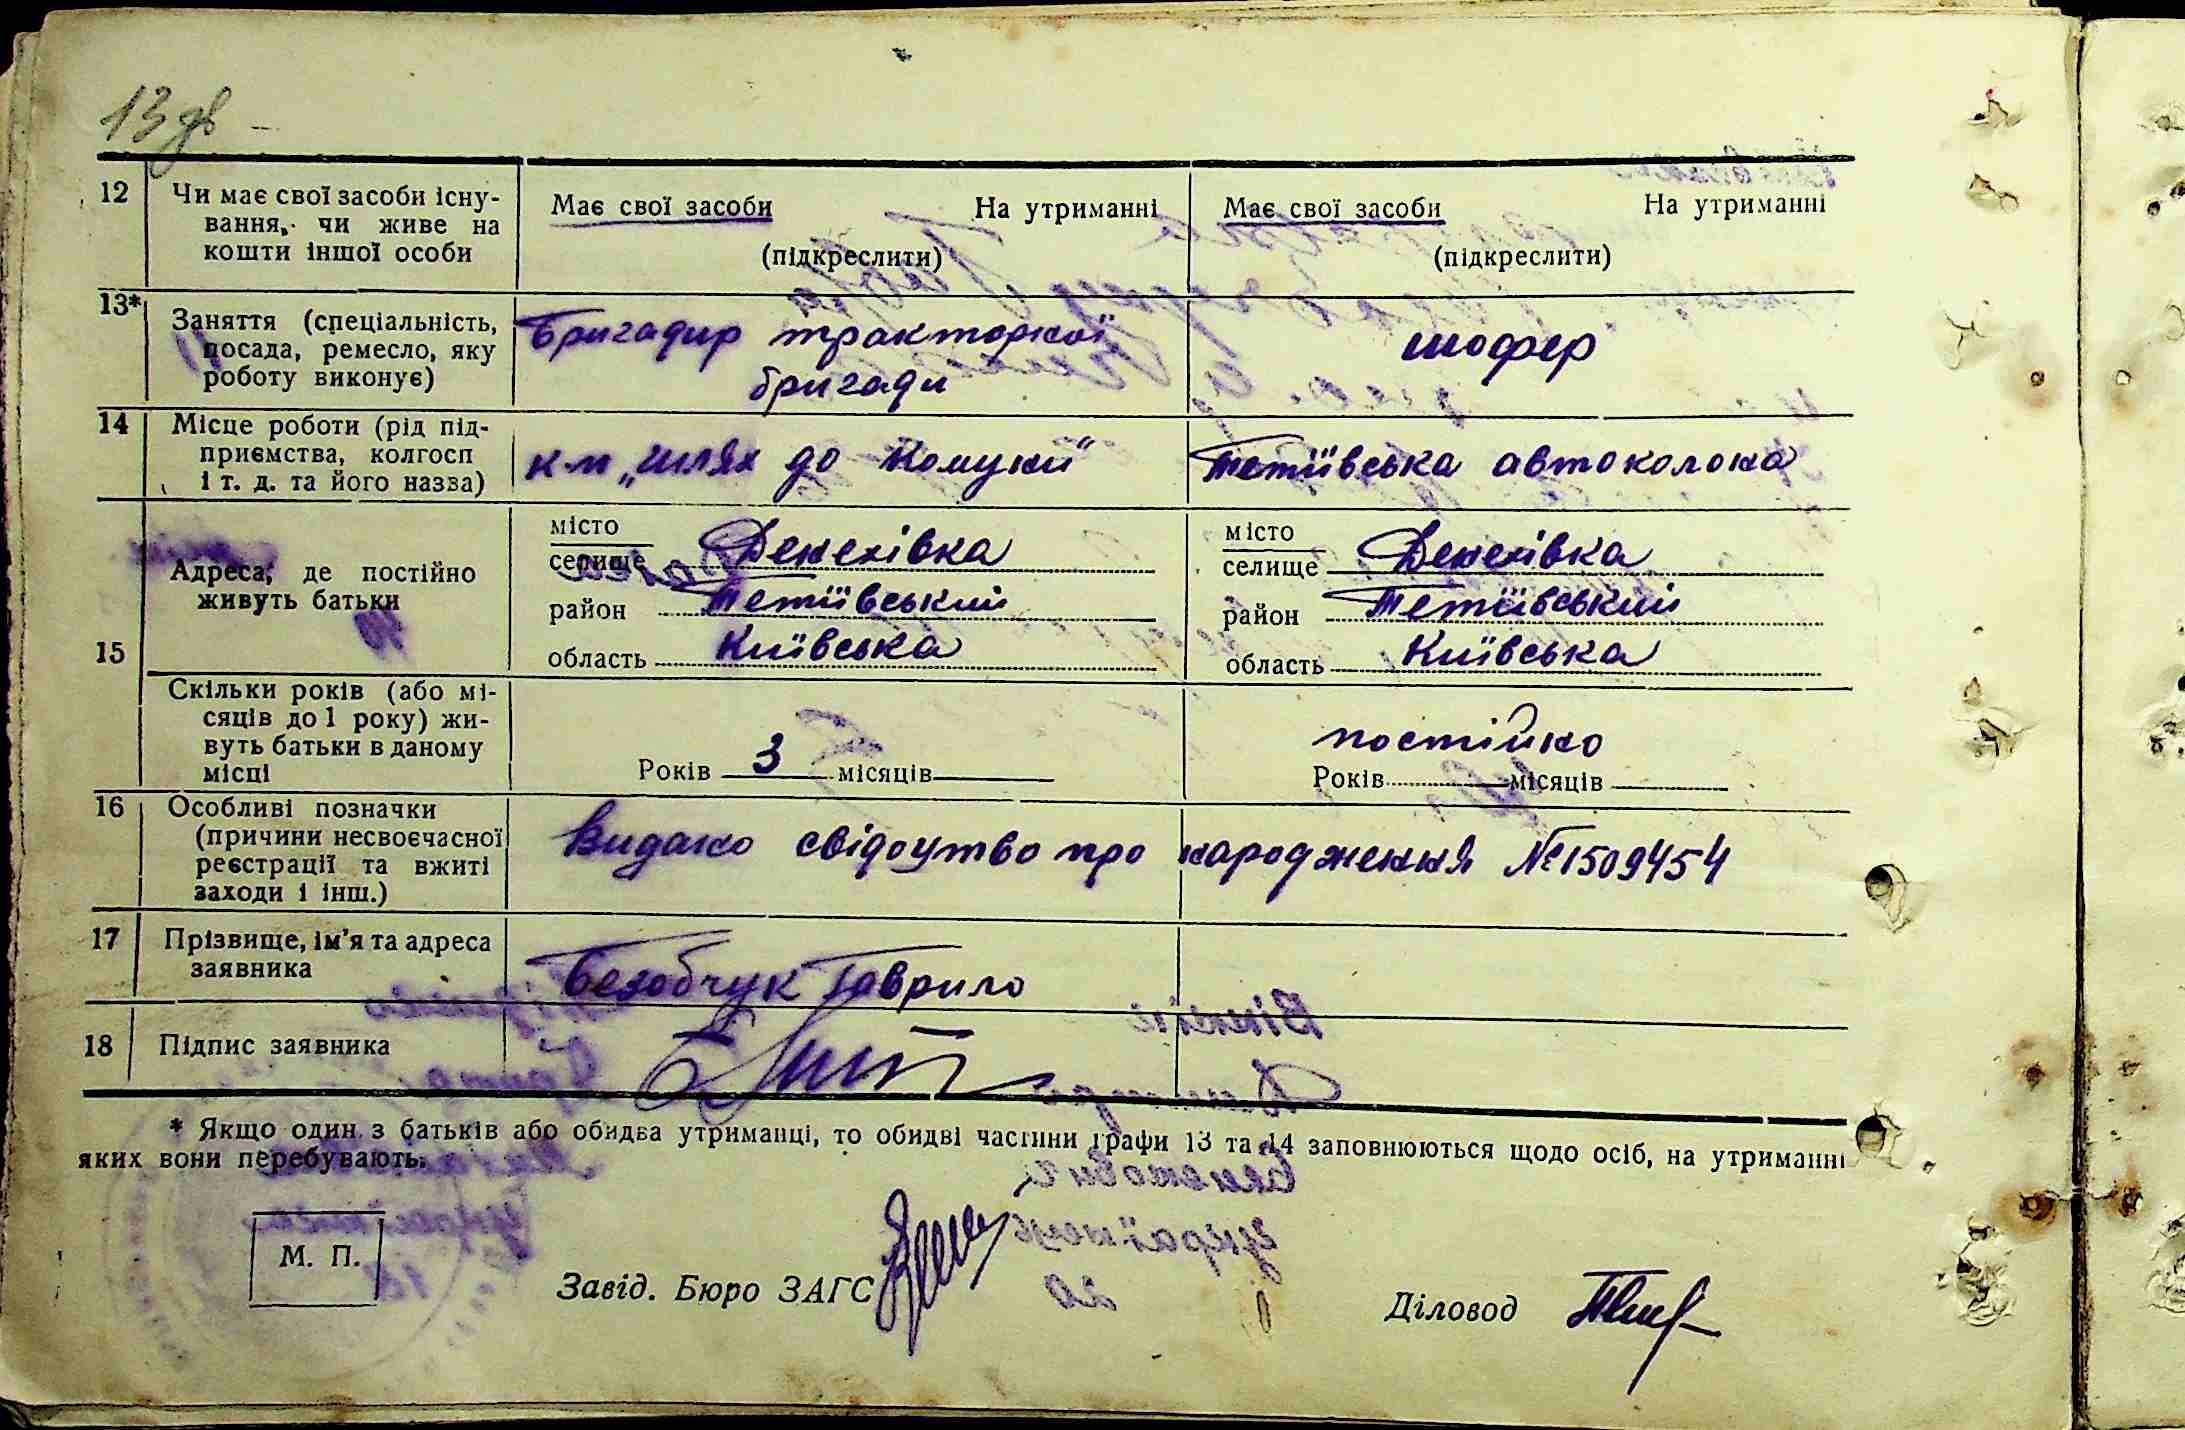 13 зв
12 Чи має свої засоби існу-
вання, чи живе на
кошти іншої особи
Має свої засоби На утриманні
(підкреслити)
Має свої засоби На утриманні
(підкреслити)
13* Заняття (спеціальність,
посада, ремесло, яку
роботу виконує)
Бригадир тракторної
бригади
шофер
14 Місце роботи (рід під-
приємства, колгосп
і т. д. та його назва)
к-п „шлях до Комуни"
Тетіївська автоколона
15 Адреса, де постійно
живуть батьки
місто
селище Денехівка
район Тетіївський
область Київська
місто
селище Денехівка
район Тетіївський
область Київська
Скільки років (або мі-
сяців до 1 року) жи-
вуть батьки в даному
місці
Років 3 місяців
постійно
Років місяців
16 Особливі позначки
(причини несвоєчасної
реєстрації та вжиті
заходи і інш.)
Видано свідоцтво про народження № 1509454
17 Прізвище, ім'я та адреса
заявника
Безобчук Гаврило
18 Підпис заявника
* Якщо один з батьків або обидва утриманці, то обидві частини графи 13 та 14 заповнюються щодо осіб, на утриманні
яких вони перебувають.
М. П.
Завід. Бюро ЗАГС
Діловод